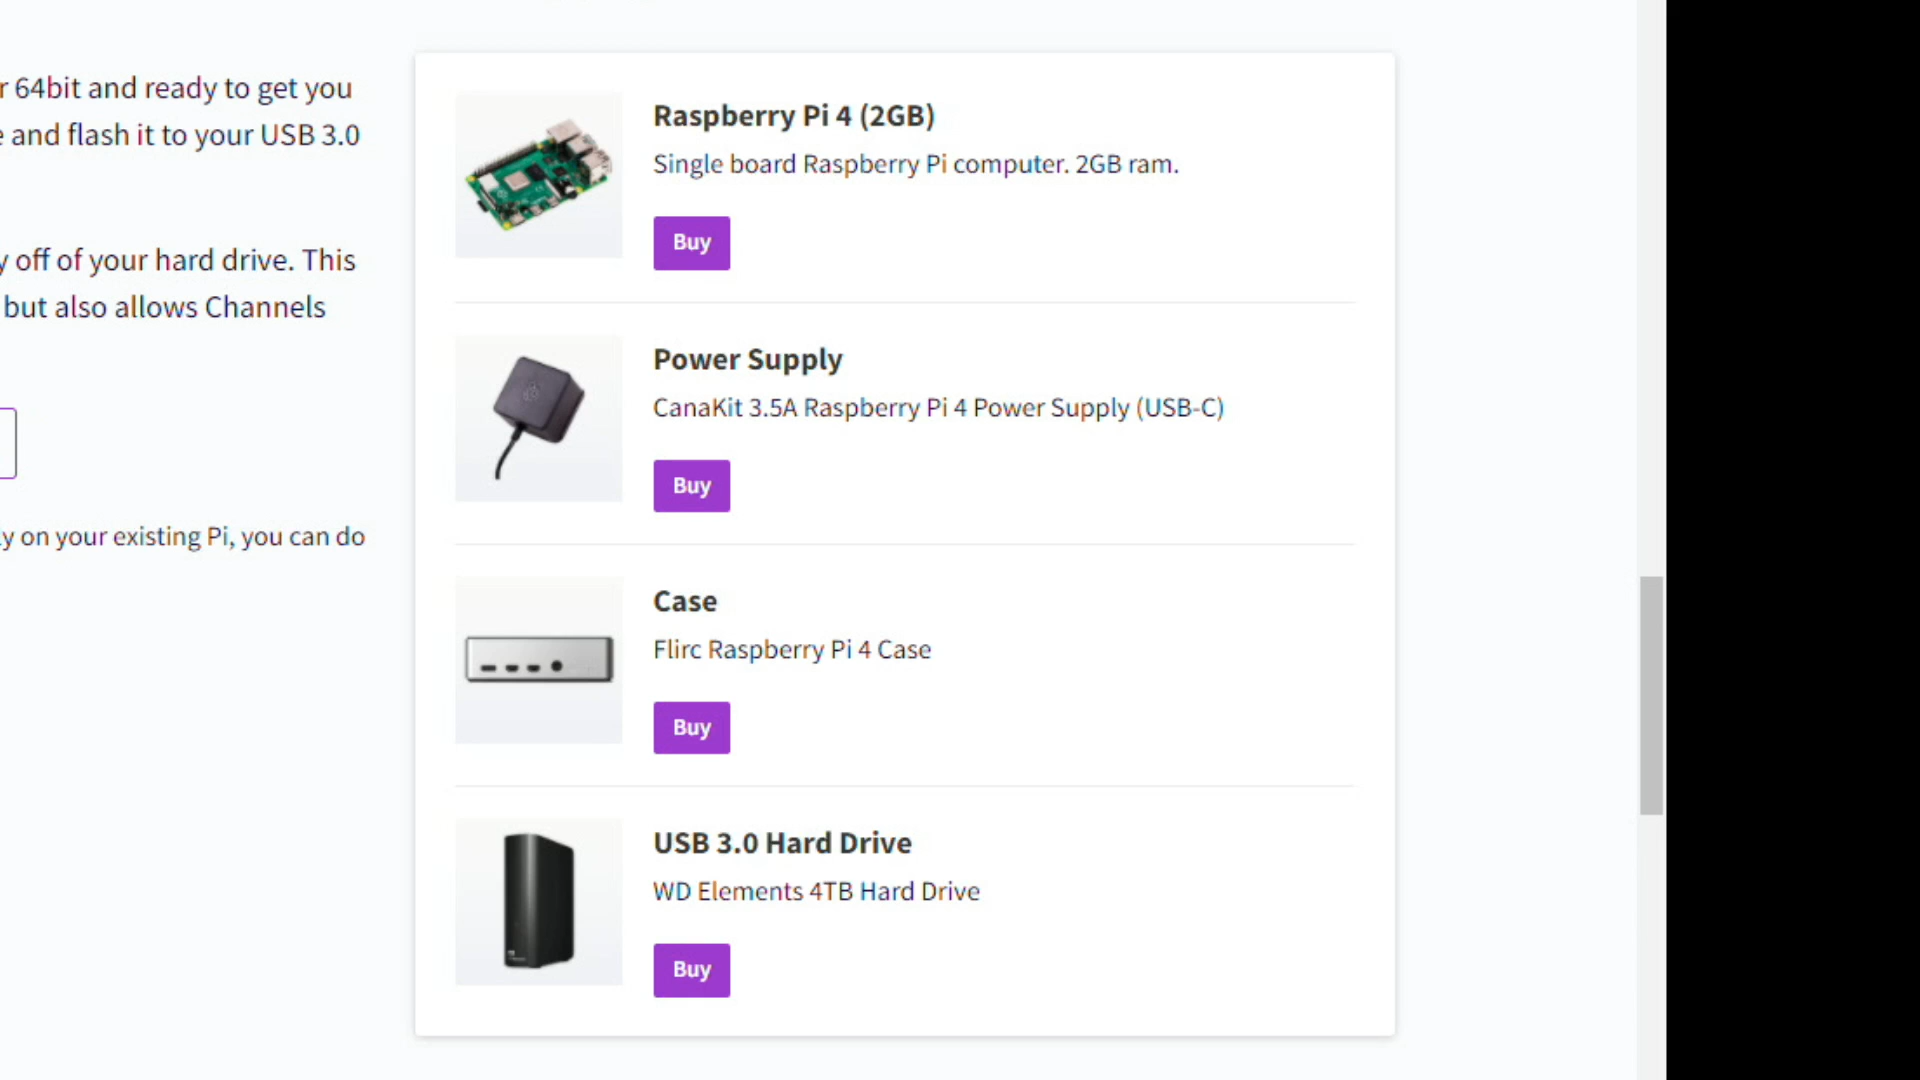 r 64bit and ready to get you
e and flash it to your USB 3.0
y off of your hard drive. This
but also allows Channels
y on your existing Pi, you can do
Raspberry Pi 4 (2GB)
Single board Raspberry Pi computer. 2GB ram.
Buy
Power Supply
CanaKit 3.5A Raspberry Pi 4 Power Supply (USB-C)
Buy
Case
Flirc Raspberry Pi 4 Case
Buy
USB 3.0 Hard Drive
WD Elements 4TB Hard Drive
Buy